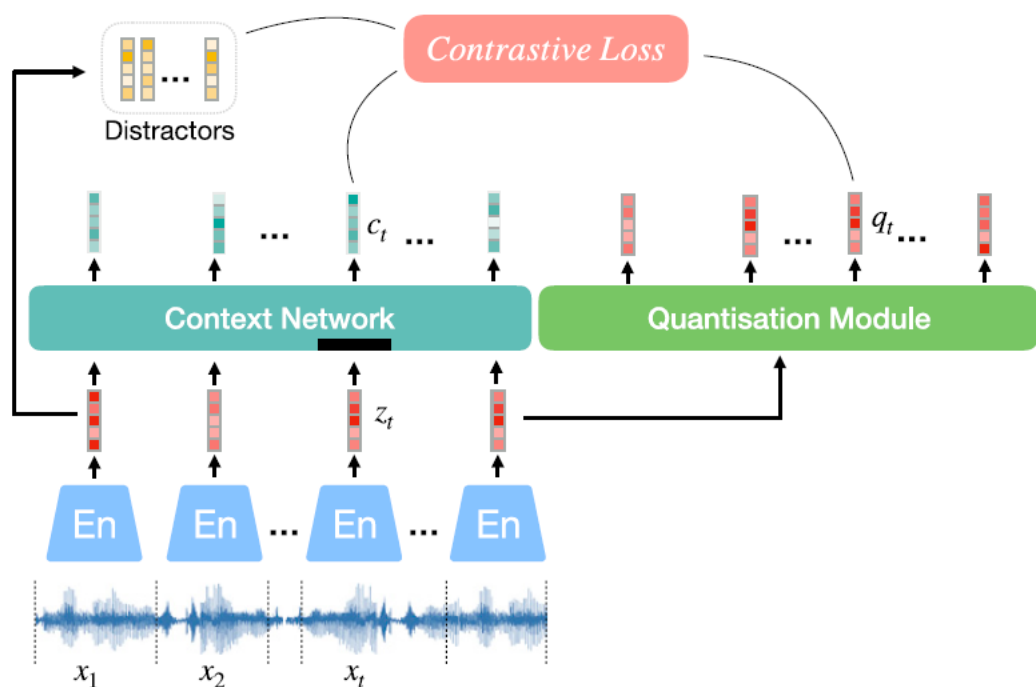 Contrastive Loss
...
Distractors
... c_t ... ... q_t ...
Context Network
Quantisation Module
z_t
En En ... En ... En
x_1 x_2 x_t